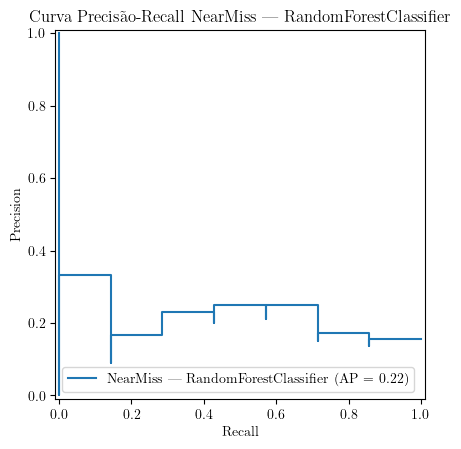 Curva Precisão-Recall NearMiss — RandomForestClassifier
1.0
0.8
0.6
0.4
0.2
0.0
Precision
NearMiss — RandomForestClassifier (AP = 0.22)
0.0 0.2 0.4 0.6 0.8 1.0
Recall